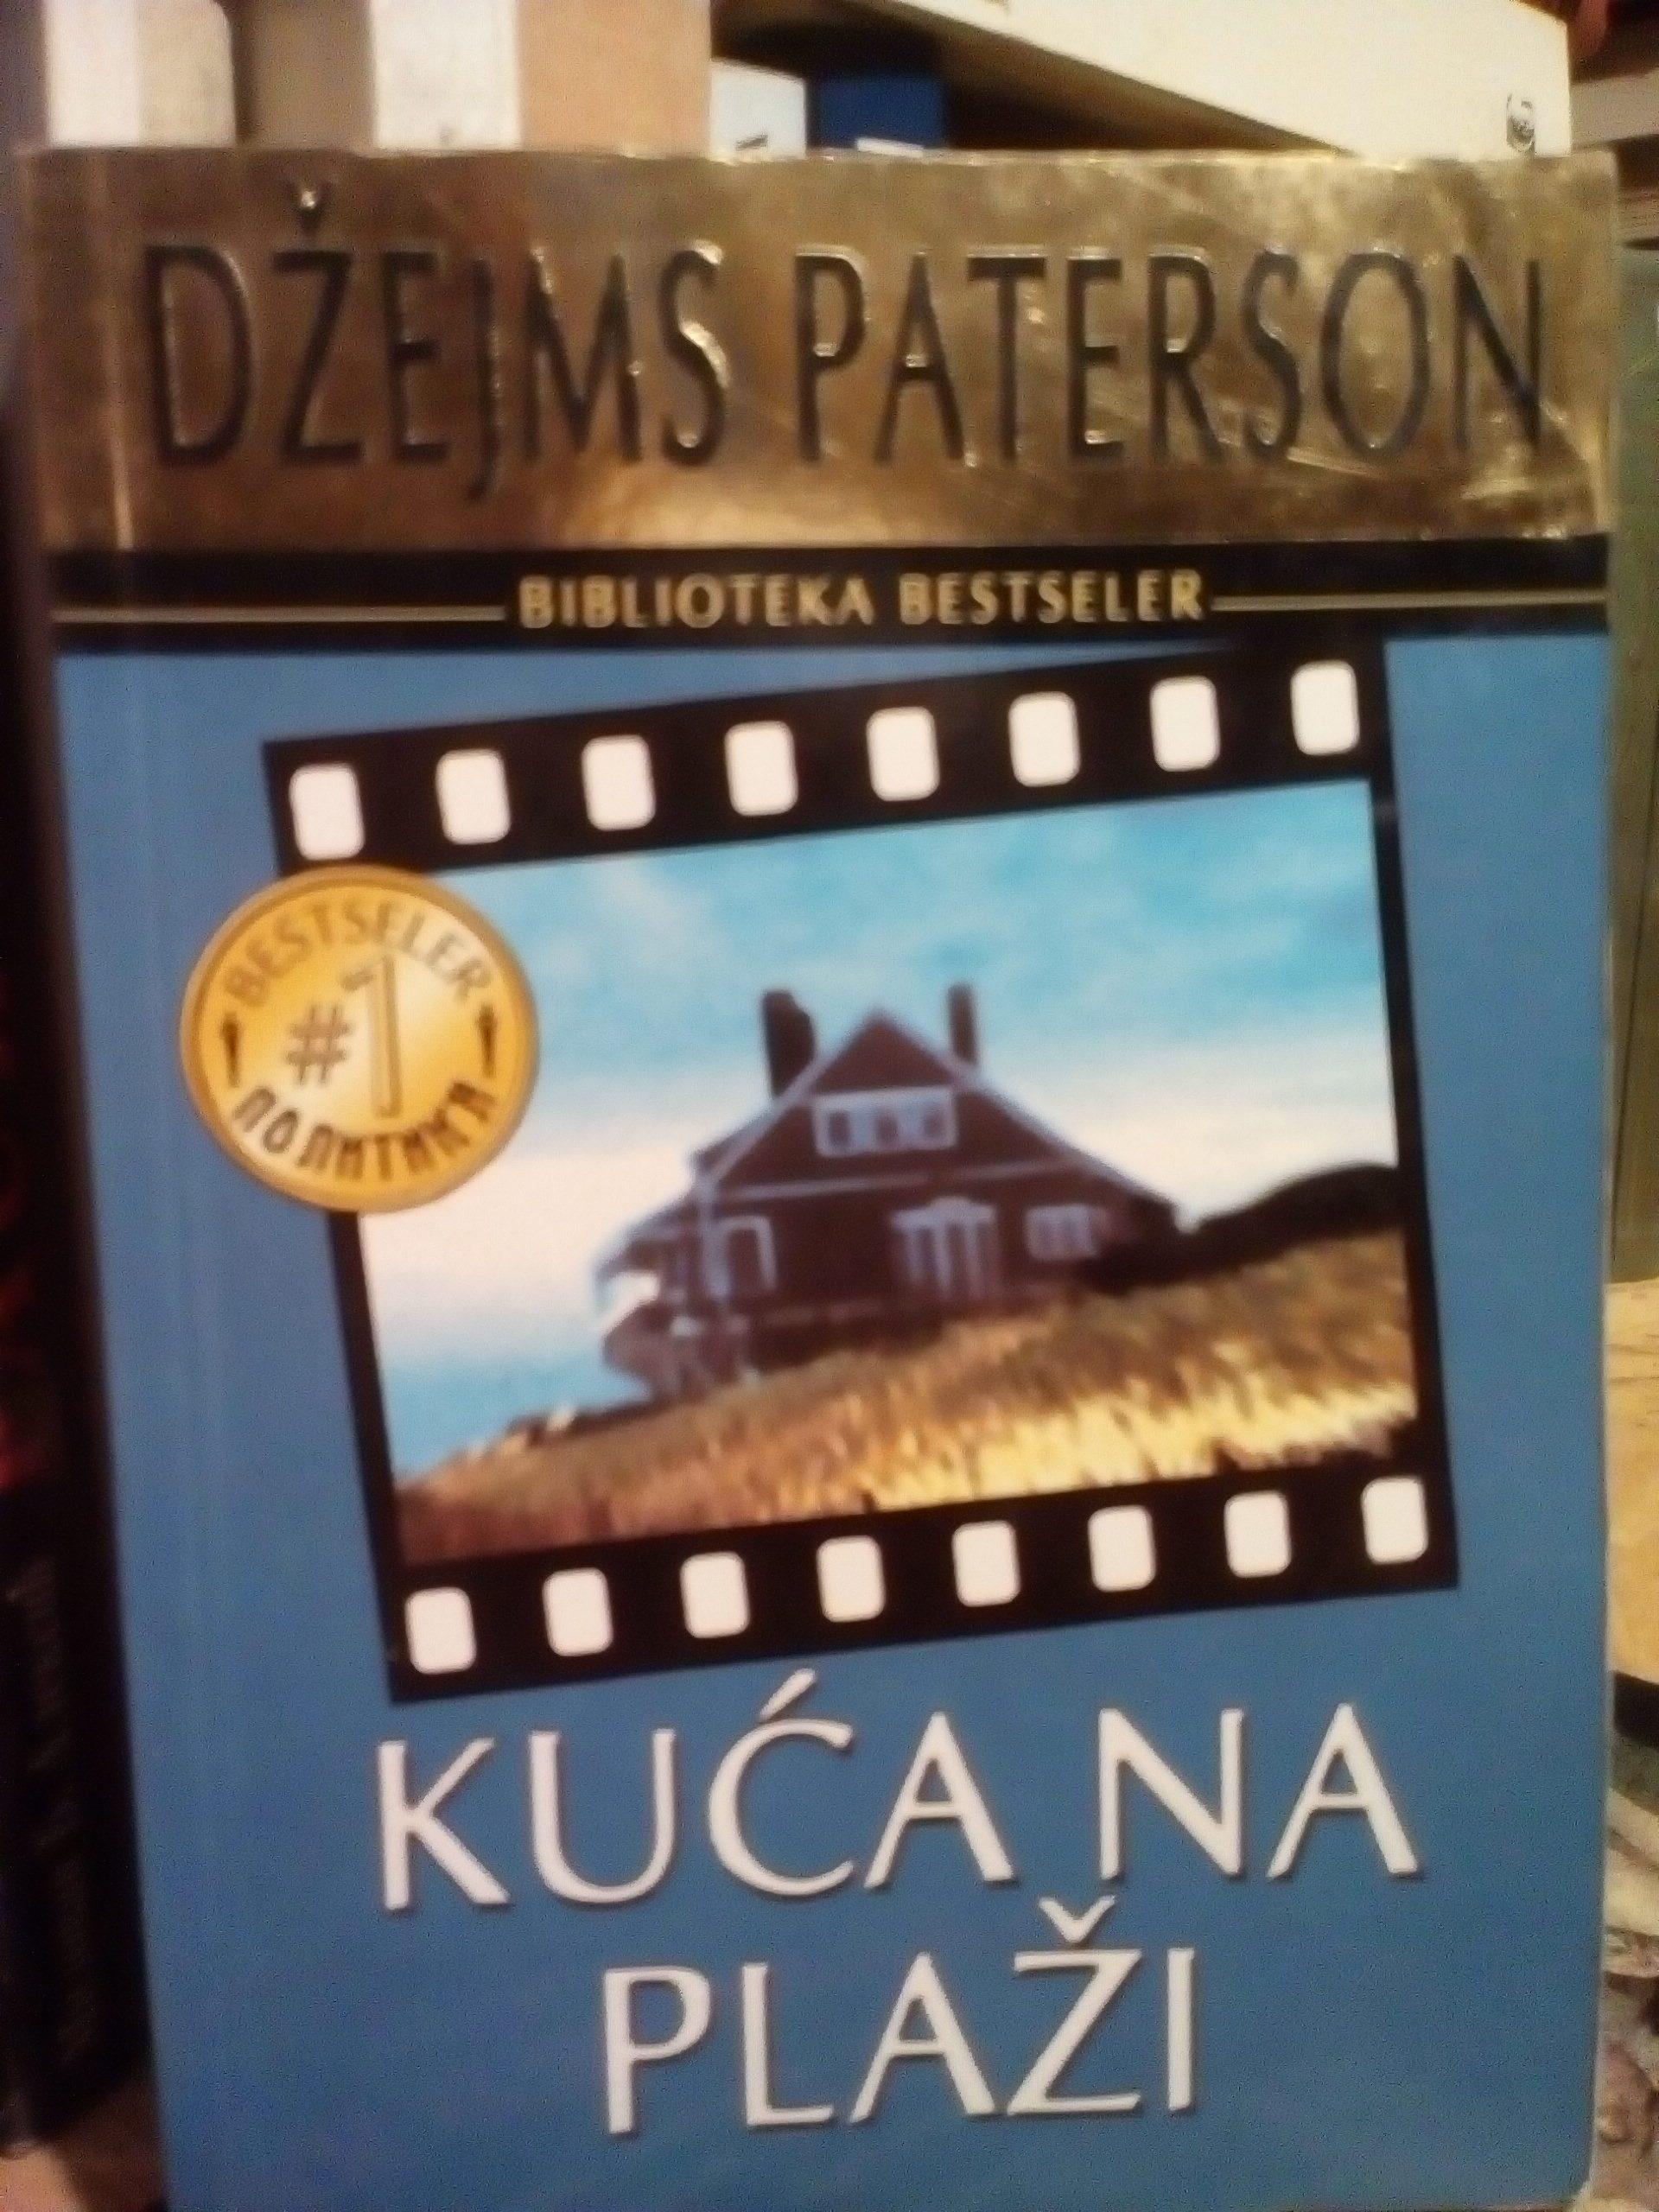 DŽEJMS PATERSON
BIBLIOTEKA BESTSELER
BESTSELER
#1
ПОЛИТИКА
KUĆA NA
PLAŽI